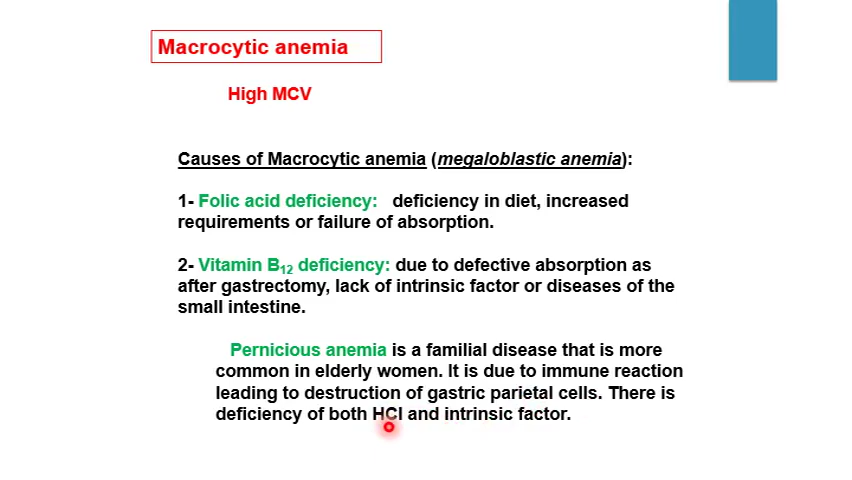 Macrocytic anemia
High MCV
Causes of Macrocytic anemia (megaloblastic anemia):
1- Folic acid deficiency: deficiency in diet, increased
requirements or failure of absorption.
2- Vitamin B12 deficiency: due to defective absorption as
after gastrectomy, lack of intrinsic factor or diseases of the
small intestine.
Pernicious anemia is a familial disease that is more
common in elderly women. It is due to immune reaction
leading to destruction of gastric parietal cells. There is
deficiency of both HCl and intrinsic factor.